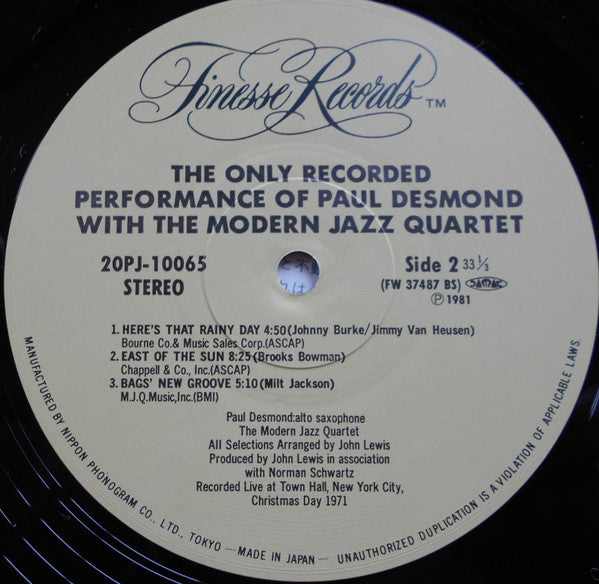 Finesse Records TM
THE ONLY RECORDED
PERFORMANCE OF PAUL DESMOND
WITH THE MODERN JAZZ QUARTET
20PJ-10065
STEREO
Side 2 33 1/3
(FW 37487 BS)
Ⓟ 1981
1. HERE'S THAT RAINY DAY 4:50 (Johnny Burke/Jimmy Van Heusen)
Bourne Co.& Music Sales Corp.(ASCAP)
2. EAST OF THE SUN 8:25 (Brooks Bowman)
Chappell & Co., Inc.(ASCAP)
3. BAGS' NEW GROOVE 5:10 (Milt Jackson)
M.J.Q.Music,Inc.(BMI)
Paul Desmond:alto saxophone
The Modern Jazz Quartet
All Selections Arranged by John Lewis
Produced by John Lewis in association
with Norman Schwartz
Recorded Live at Town Hall, New York City,
Christmas Day 1971
MANUFACTURED BY NIPPON PHONOGRAM CO., LTD., TOKYO — MADE IN JAPAN — UNAUTHORIZED DUPLICATION IS A VIOLATION OF APPLICABLE LAWS.